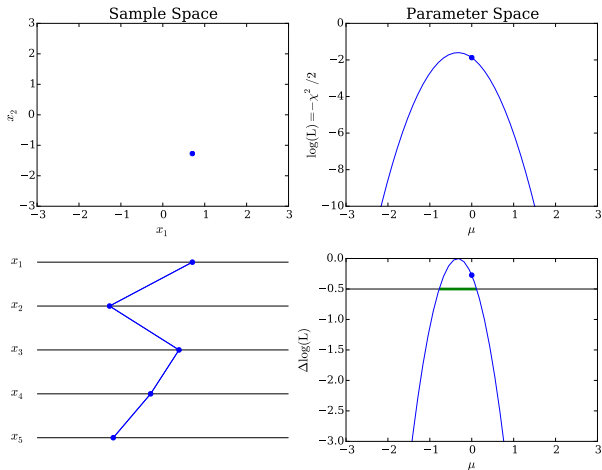 Sample Space
3
2
1
0
−1
−2
−3
x₂
−3 −2 −1 0 1 2 3
x₁
Parameter Space
0
−2
−4
−6
−8
−10
log(L)=−χ² /2
−3 −2 −1 0 1 2 3
μ
x₁
x₂
x₃
x₄
x₅
0.0
−0.5
−1.0
−1.5
−2.0
−2.5
−3.0
Δlog(L)
−3 −2 −1 0 1 2 3
μ